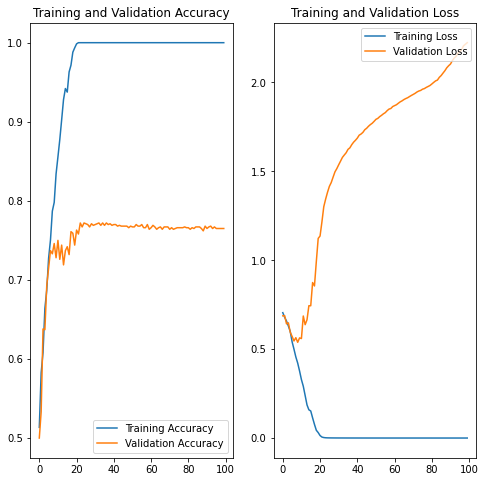 Training and Validation Accuracy
1.0
0.9
0.8
0.7
0.6
0.5
0 20 40 60 80 100
Training Accuracy
Validation Accuracy
Training and Validation Loss
2.0
1.5
1.0
0.5
0.0
0 20 40 60 80 100
Training Loss
Validation Loss